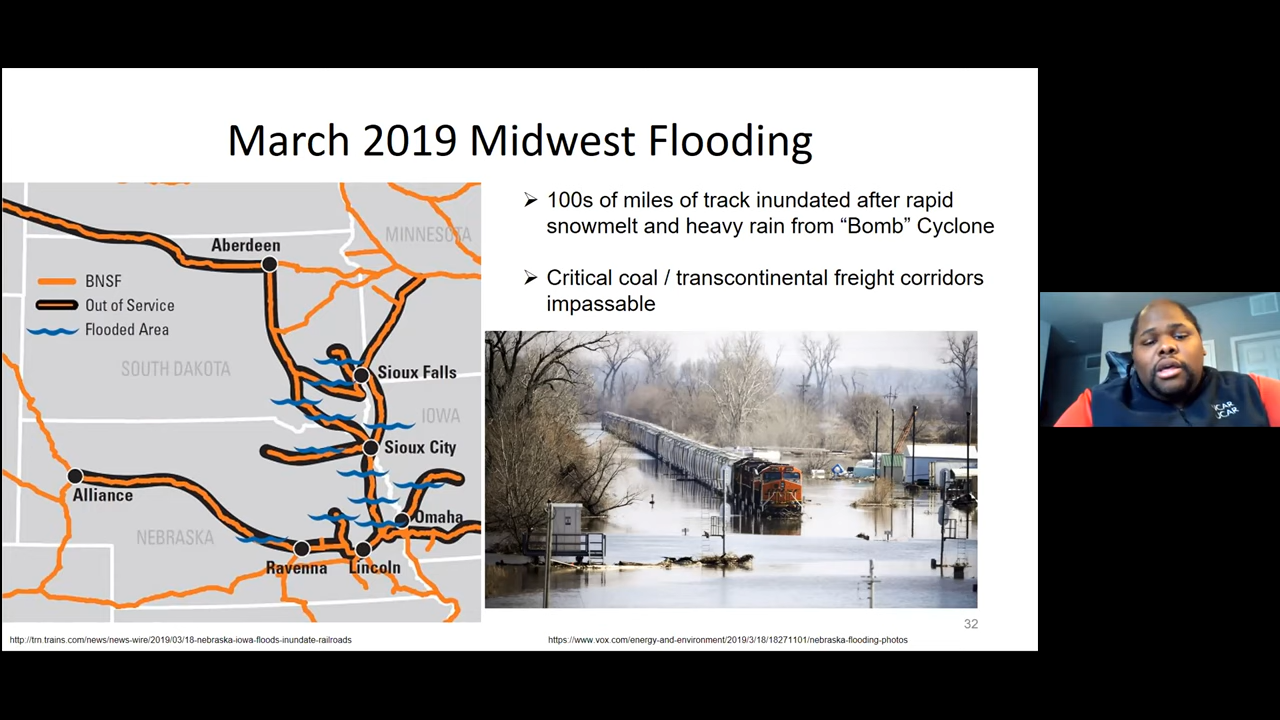 March 2019 Midwest Flooding
MINNESOTA
Aberdeen
BNSF
Out of Service
Flooded Area
SOUTH DAKOTA
Sioux Falls
IOWA
Sioux City
Alliance
Omaha
NEBRASKA
Ravenna
Lincoln
http://trn.trains.com/news/news-wire/2019/03/18-nebraska-iowa-floods-inundate-railroads
➢ 100s of miles of track inundated after rapid
snowmelt and heavy rain from “Bomb” Cyclone
➢ Critical coal / transcontinental freight corridors
impassable
32
https://www.vox.com/energy-and-environment/2019/3/18/18271101/nebraska-flooding-photos
UCAR